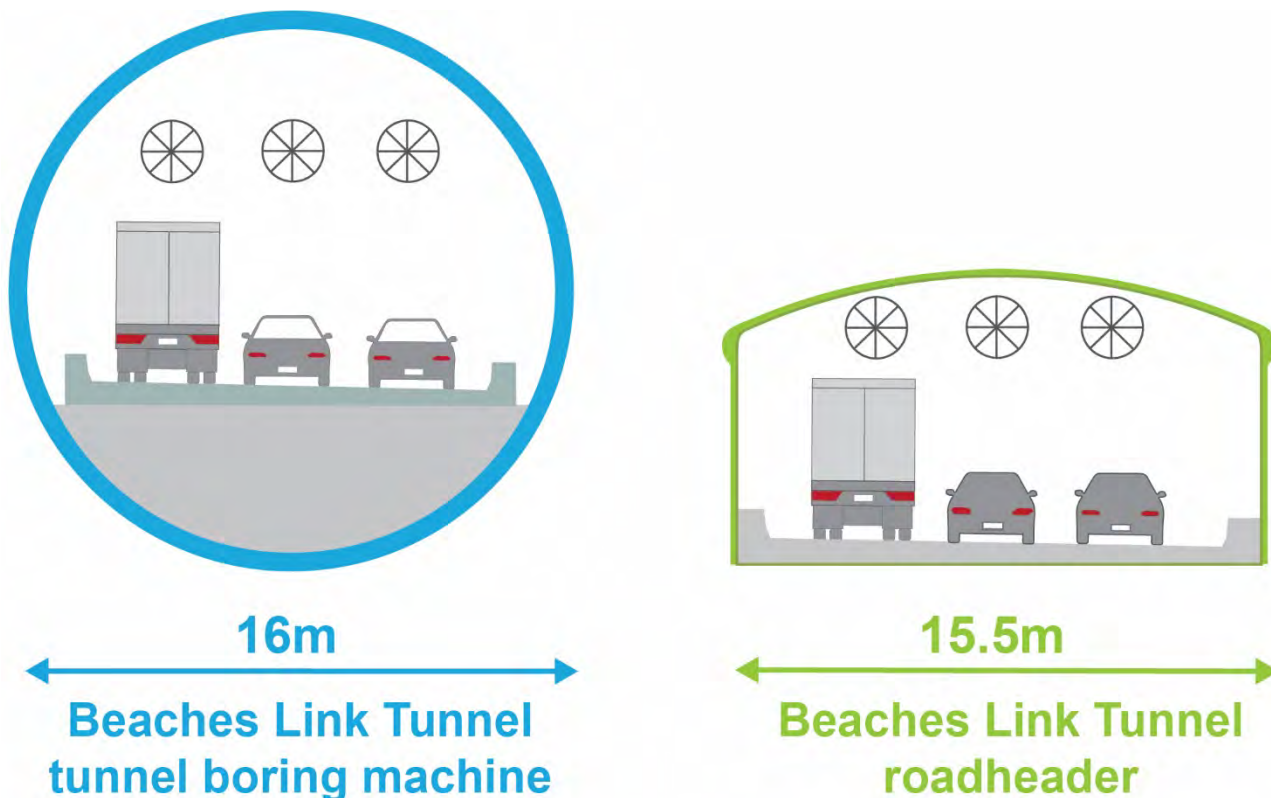 16m
Beaches Link Tunnel
tunnel boring machine
15.5m
Beaches Link Tunnel
roadheader